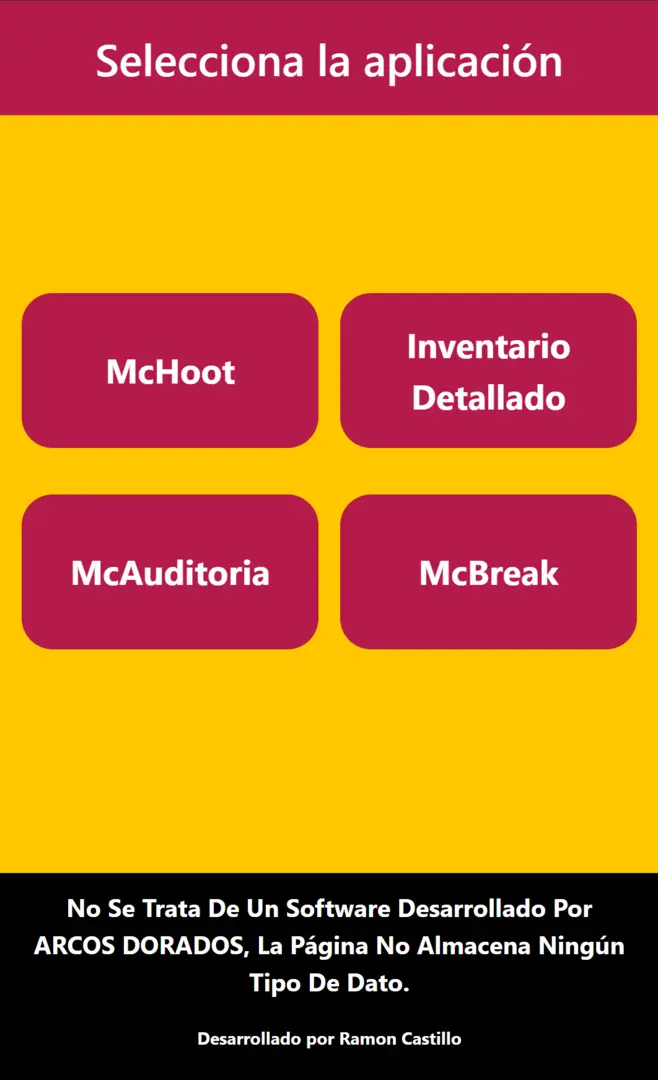 Selecciona la aplicación
McHoot
Inventario
Detallado
McAuditoria
McBreak
No Se Trata De Un Software Desarrollado Por
ARCOS DORADOS, La Página No Almacena Ningún
Tipo De Dato.
Desarrollado por Ramon Castillo